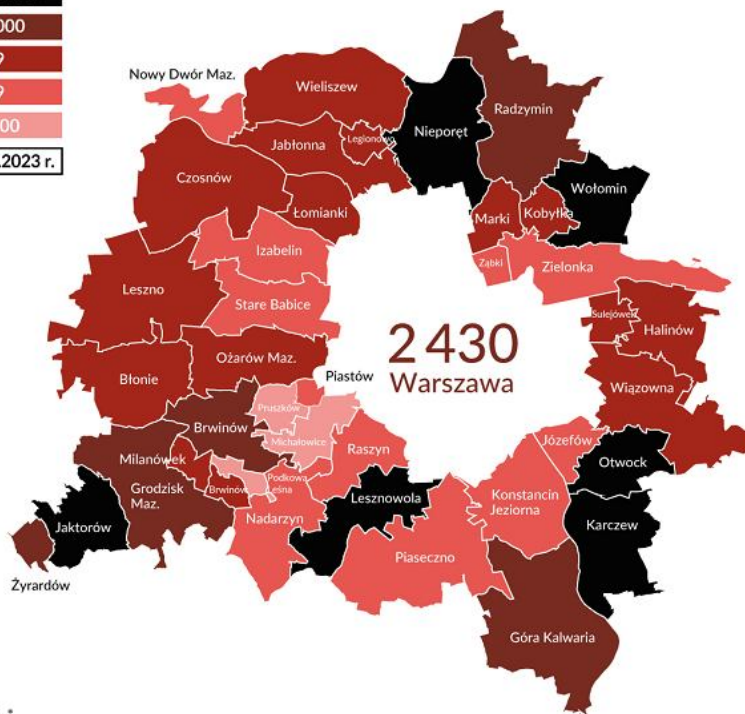 000
9
9
00
.2023 r.
Nowy Dwór Maz.
Wieliszew
Radzymin
Nieporęt
Legionowo
Jabłonna
Czosnów
Wołomin
Łomianki
Marki
Kobyłka
Izabelin
Ząbki
Zielonka
Leszno
Stare Babice
Sulejówek
Halinów
2 430
Warszawa
Ożarów Maz.
Błonie
Piastów
Wiązowna
Pruszków
Brwinów
Michałowice
Raszyn
Józefów
Otwock
Milanówek
Podkowa
Leśna
Brwinów
Grodzisk
Maz.
Lesznowola
Konstancin
Jeziorna
Nadarzyn
Jaktorów
Karczew
Piaseczno
Żyrardów
Góra Kalwaria